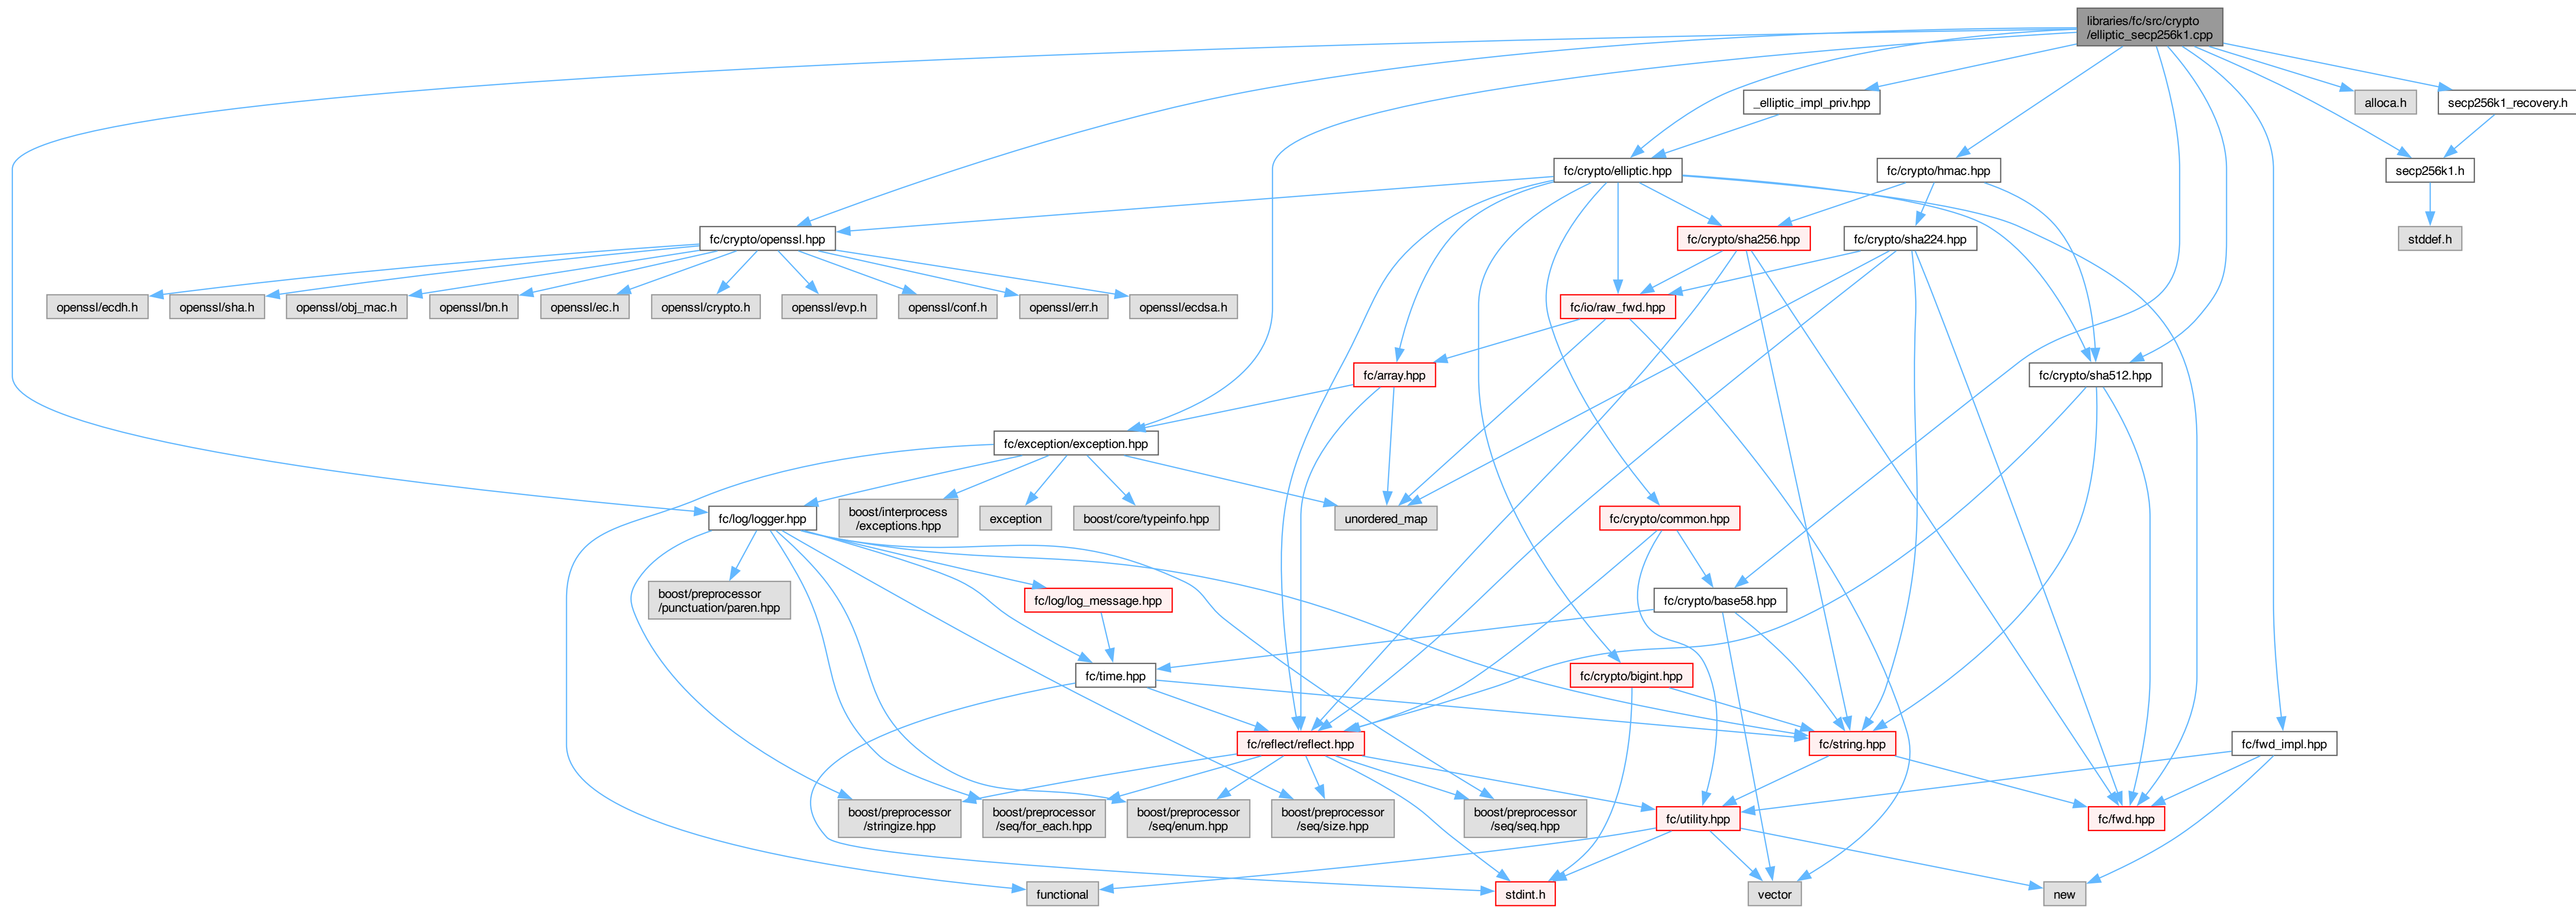 libraries/fc/src/crypto
/elliptic_secp256k1.cpp
_elliptic_impl_priv.hpp
alloca.h
secp256k1_recovery.h
fc/crypto/elliptic.hpp
fc/crypto/hmac.hpp
secp256k1.h
fc/crypto/openssl.hpp
fc/crypto/sha256.hpp
fc/crypto/sha224.hpp
stddef.h
openssl/ecdh.h
openssl/sha.h
openssl/obj_mac.h
openssl/bn.h
openssl/ec.h
openssl/crypto.h
openssl/evp.h
openssl/conf.h
openssl/err.h
openssl/ecdsa.h
fc/io/raw_fwd.hpp
fc/array.hpp
fc/crypto/sha512.hpp
fc/exception/exception.hpp
fc/log/logger.hpp
boost/interprocess
/exceptions.hpp
exception
boost/core/typeinfo.hpp
unordered_map
fc/crypto/common.hpp
boost/preprocessor
/punctuation/paren.hpp
fc/log/log_message.hpp
fc/crypto/base58.hpp
fc/time.hpp
fc/crypto/bigint.hpp
fc/reflect/reflect.hpp
fc/string.hpp
fc/fwd_impl.hpp
boost/preprocessor
/stringize.hpp
boost/preprocessor
/seq/for_each.hpp
boost/preprocessor
/seq/enum.hpp
boost/preprocessor
/seq/size.hpp
boost/preprocessor
/seq/seq.hpp
fc/utility.hpp
fc/fwd.hpp
functional
stdint.h
vector
new